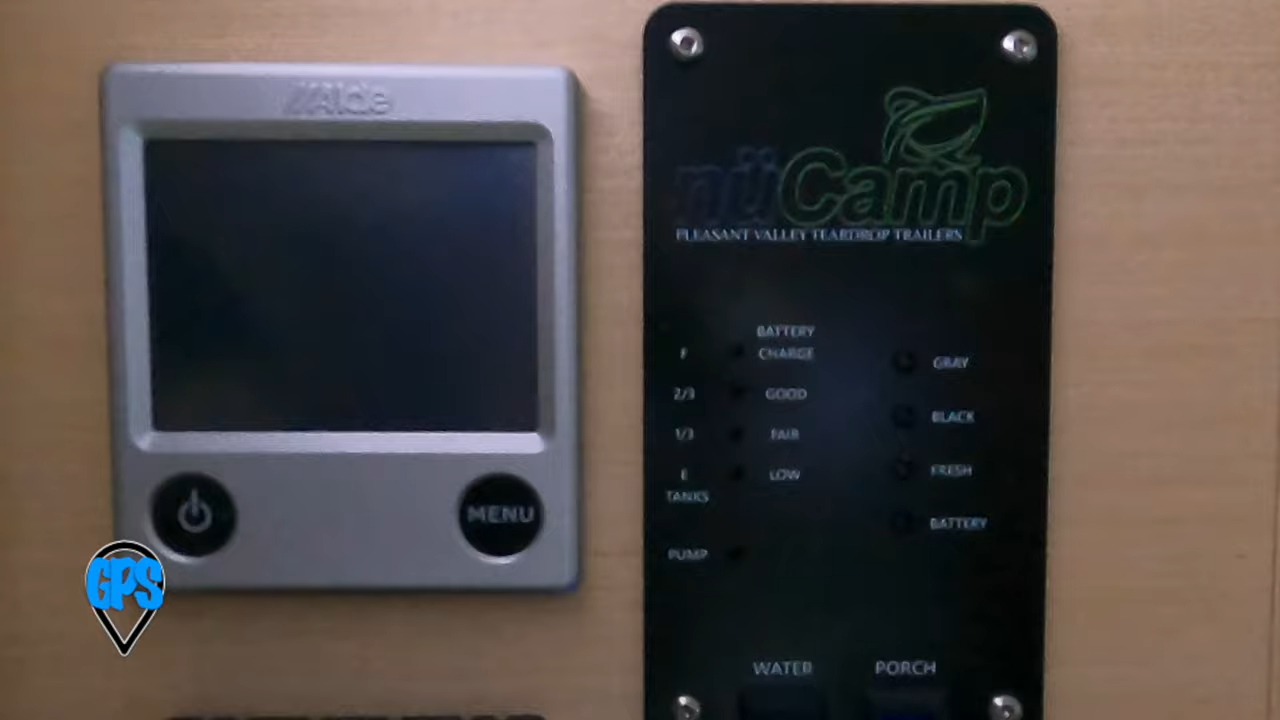 Alde
MENU
GPS
nüCamp
PLEASANT VALLEY TEARDROP TRAILERS
BATTERY
F CHARGE GRAY
2/3 GOOD BLACK
1/3 FAIR
E LOW FRESH
TANKS
BATTERY
PUMP
WATER PORCH